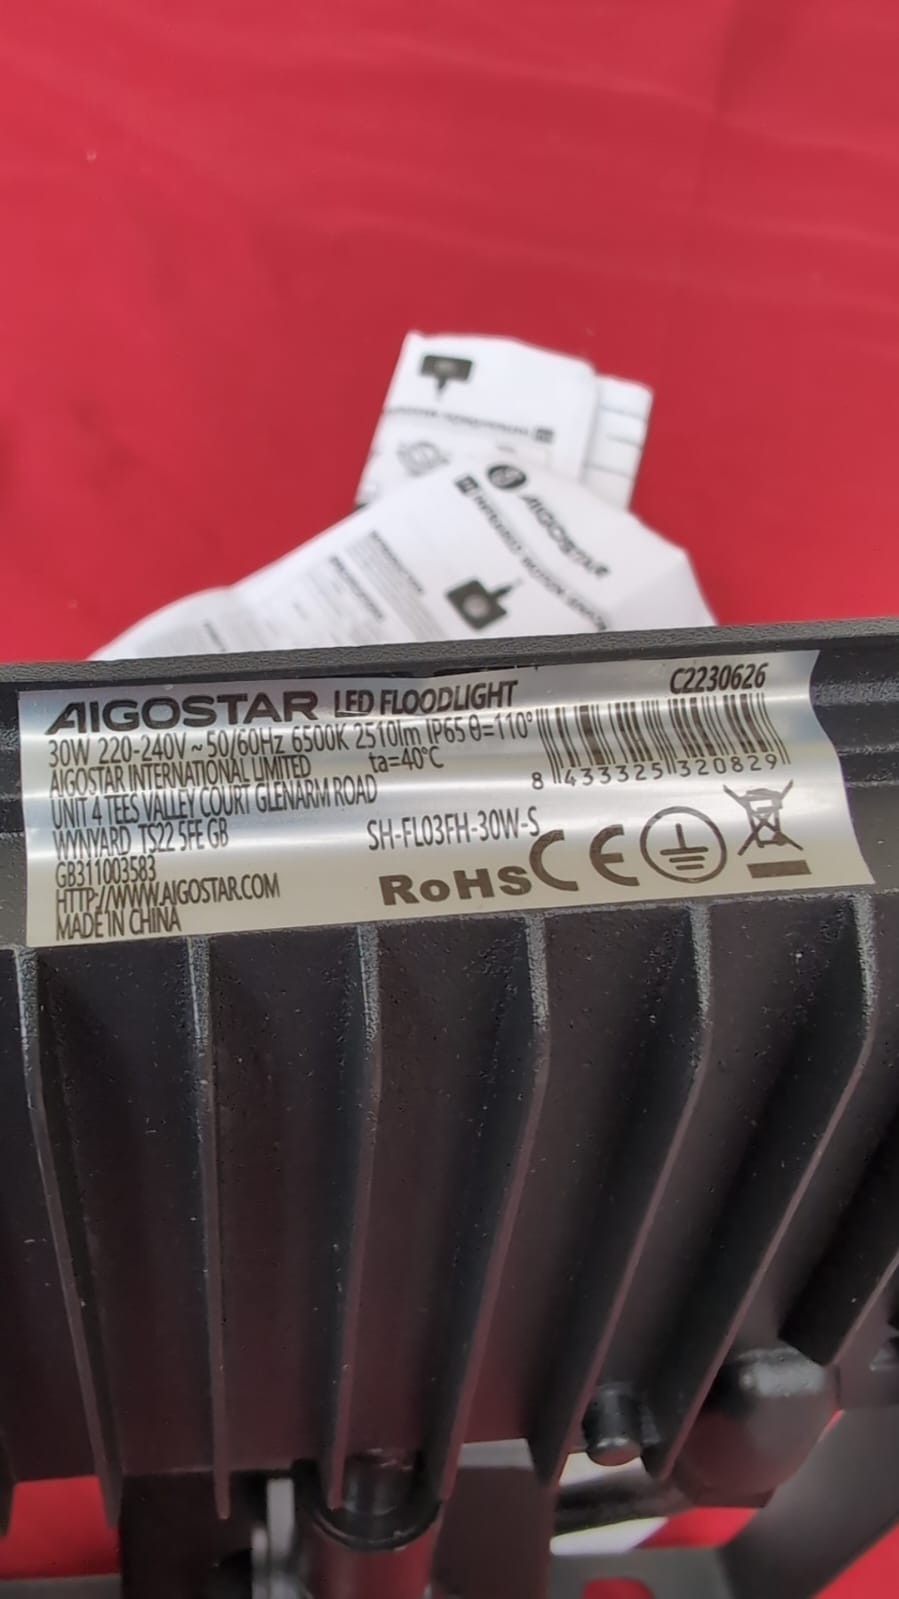 AIGOSTAR
AIGOSTAR LED FLOODLIGHT
C2230626
30W 220-240V ~ 50/60Hz 6500K 2510lm IP65 θ=110°
AIGOSTAR INTERNATIONAL LIMITED ta=40°C
8 433325 320829
UNIT 4 TEES VALLEY COURT GLENARM ROAD
WYNYARD TS22 5FE GB
SH-FL03FH-30W-S
GB311003583
HTTP://WWW.AIGOSTAR.COM
RoHS CE
MADE IN CHINA